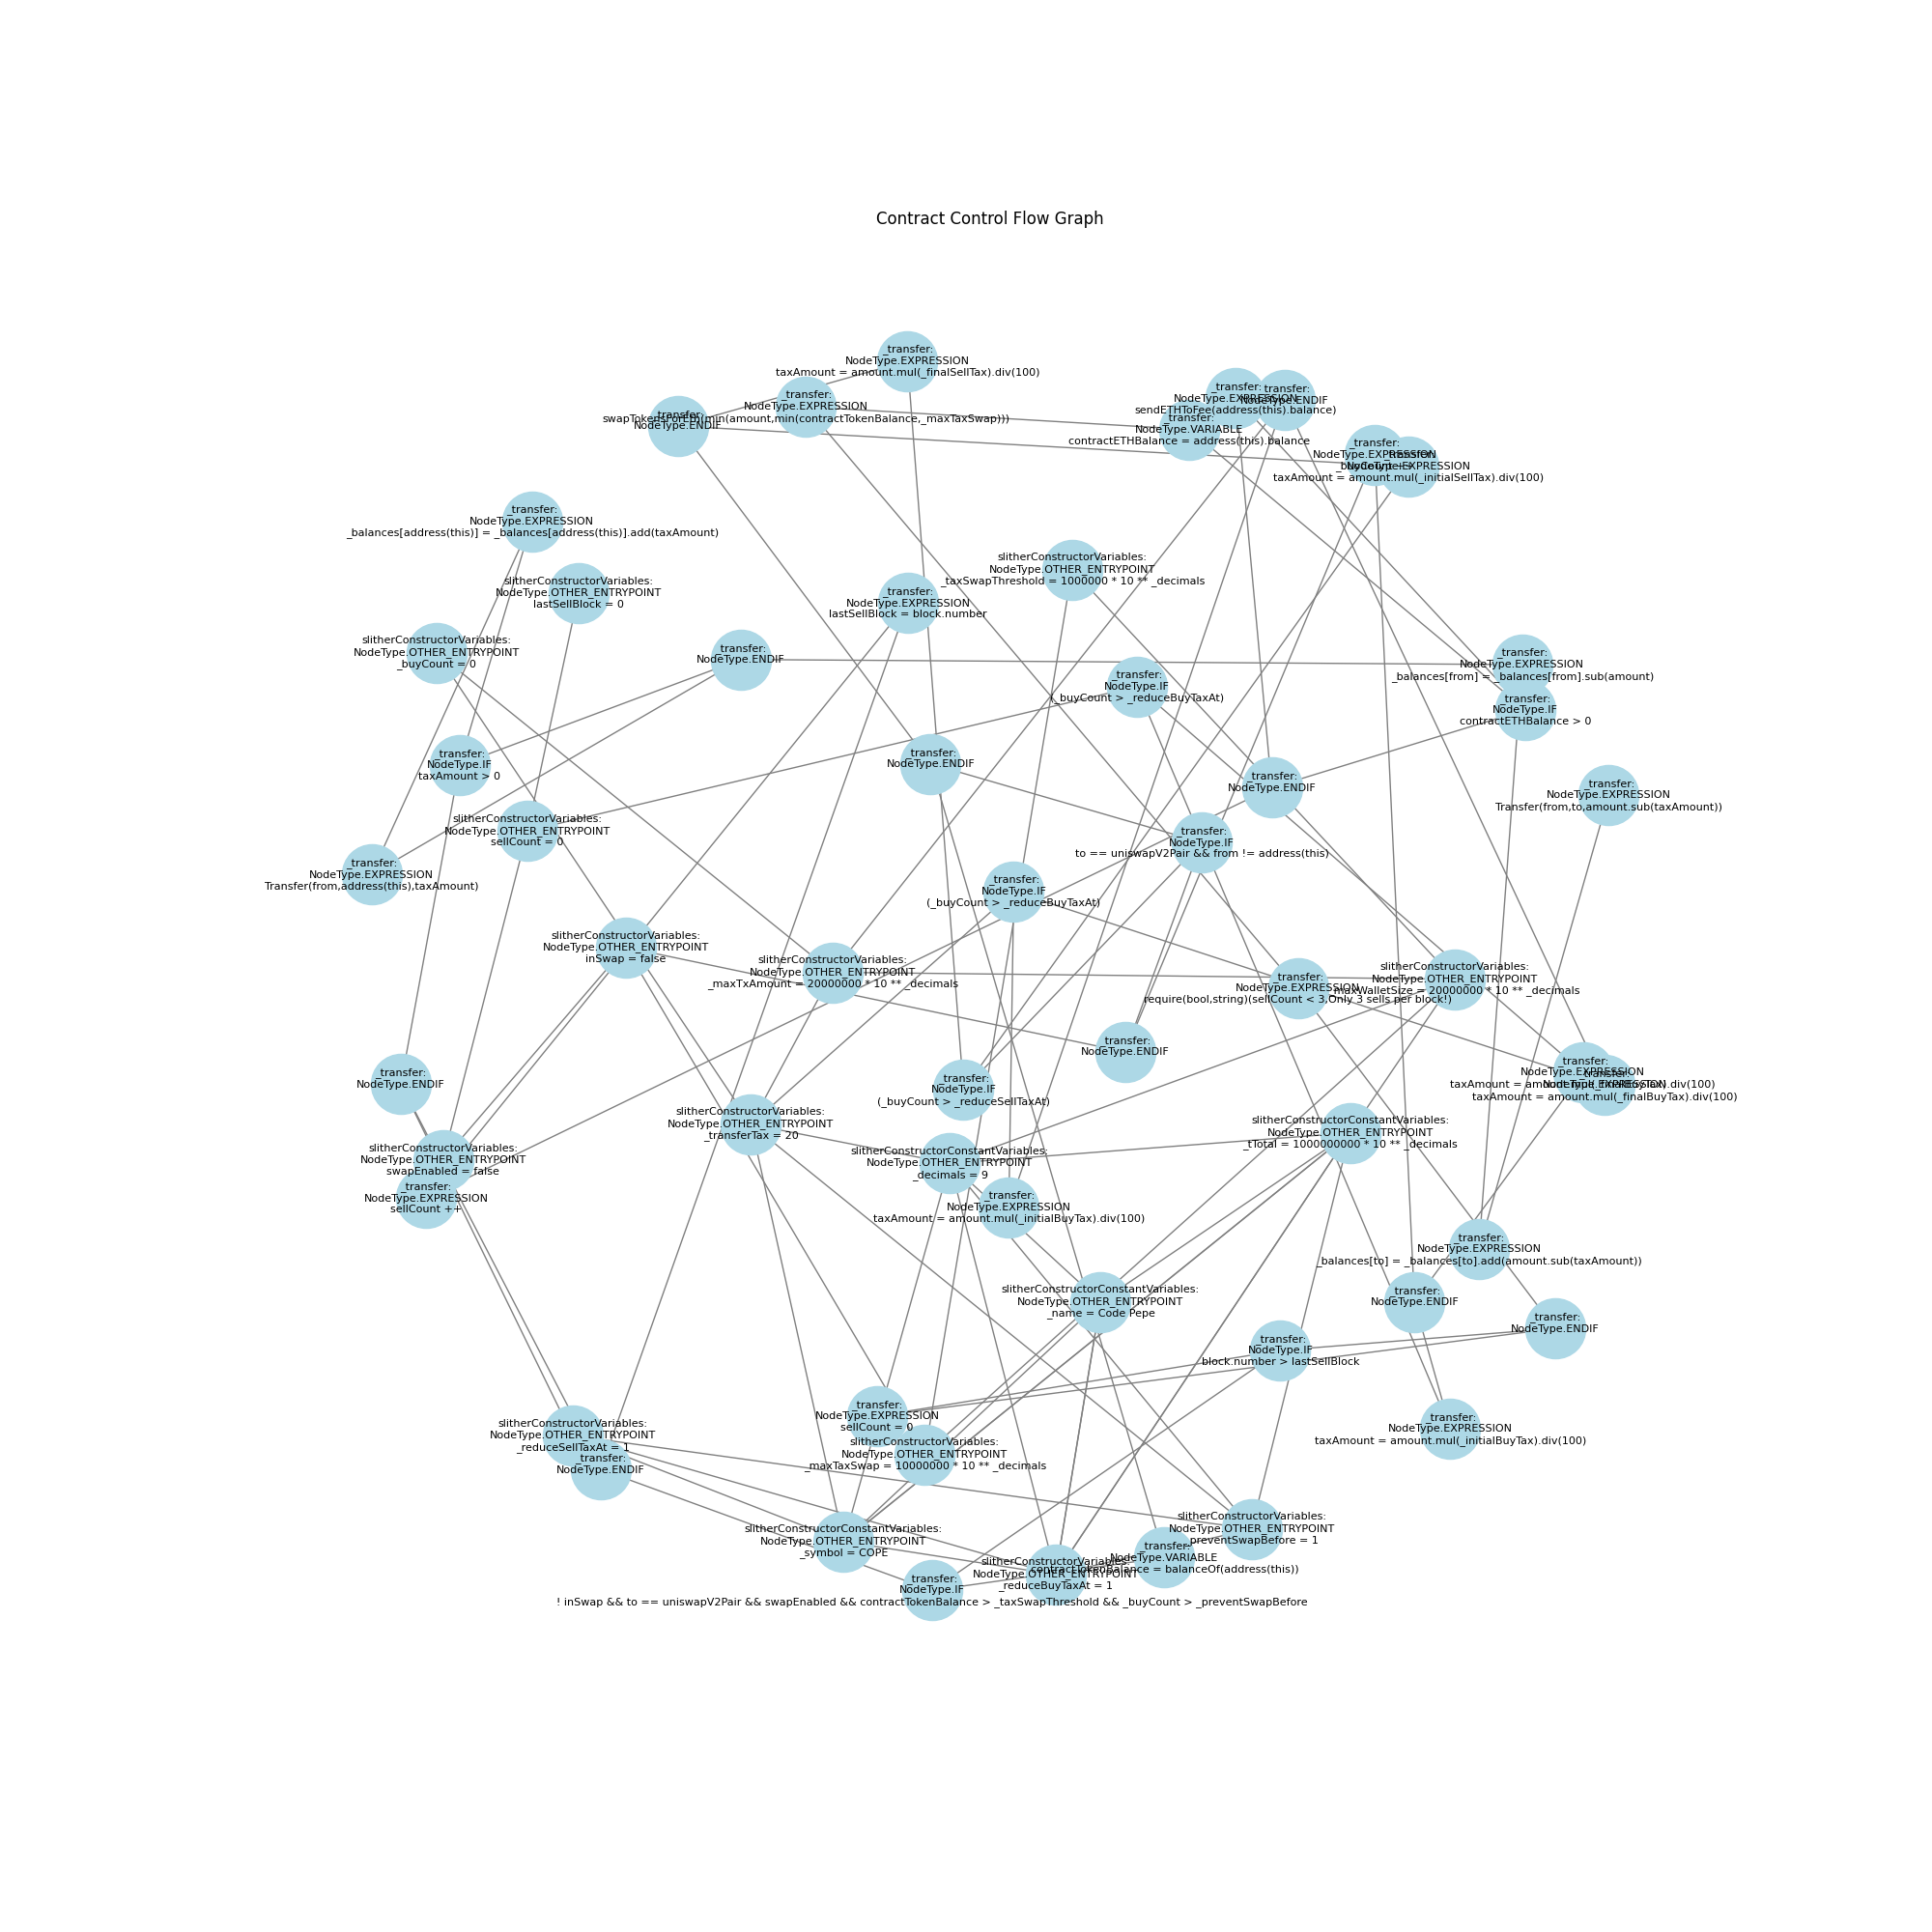 Contract Control Flow Graph
_transfer:
NodeType.EXPRESSION
taxAmount = amount.mul(_finalSellTax).div(100)
_transfer:
NodeType.EXPRESSION
swapTokensForEth(min(amount,min(contractTokenBalance,_maxTaxSwap)))
_transfer:
NodeType.ENDIF
_transfer:
NodeType.EXPRESSION
sendETHToFee(address(this).balance)
_transfer:
NodeType.ENDIF
_transfer:
NodeType.VARIABLE
contractETHBalance = address(this).balance
_transfer:
NodeType.EXPRESSION
_buyCount ++
_transfer:
NodeType.EXPRESSION
taxAmount = amount.mul(_initialSellTax).div(100)
_transfer:
NodeType.EXPRESSION
_balances[address(this)] = _balances[address(this)].add(taxAmount)
slitherConstructorVariables:
NodeType.OTHER_ENTRYPOINT
_taxSwapThreshold = 1000000 * 10 ** _decimals
slitherConstructorVariables:
NodeType.OTHER_ENTRYPOINT
lastSellBlock = 0
_transfer:
NodeType.EXPRESSION
lastSellBlock = block.number
slitherConstructorVariables:
NodeType.OTHER_ENTRYPOINT
_buyCount = 0
_transfer:
NodeType.ENDIF
_transfer:
NodeType.EXPRESSION
_balances[from] = _balances[from].sub(amount)
_transfer:
NodeType.IF
(_buyCount > _reduceBuyTaxAt)
_transfer:
NodeType.IF
contractETHBalance > 0
_transfer:
NodeType.IF
taxAmount > 0
_transfer:
NodeType.ENDIF
_transfer:
NodeType.ENDIF
_transfer:
NodeType.EXPRESSION
Transfer(from,to,amount.sub(taxAmount))
slitherConstructorVariables:
NodeType.OTHER_ENTRYPOINT
sellCount = 0
_transfer:
NodeType.IF
to == uniswapV2Pair && from != address(this)
_transfer:
NodeType.EXPRESSION
Transfer(from,address(this),taxAmount)
_transfer:
NodeType.IF
(_buyCount > _reduceBuyTaxAt)
slitherConstructorVariables:
NodeType.OTHER_ENTRYPOINT
inSwap = false
slitherConstructorVariables:
NodeType.OTHER_ENTRYPOINT
_maxTxAmount = 20000000 * 10 ** _decimals
_transfer:
NodeType.EXPRESSION
require(bool,string)(sellCount < 3,Only 3 sells per block!)
slitherConstructorVariables:
NodeType.OTHER_ENTRYPOINT
_maxWalletSize = 20000000 * 10 ** _decimals
_transfer:
NodeType.ENDIF
_transfer:
NodeType.ENDIF
_transfer:
NodeType.IF
(_buyCount > _reduceSellTaxAt)
_transfer:
NodeType.EXPRESSION
taxAmount = amount.mul(_finalBuyTax).div(100)
_transfer:
NodeType.EXPRESSION
taxAmount = amount.mul(_finalBuyTax).div(100)
slitherConstructorVariables:
NodeType.OTHER_ENTRYPOINT
_transferTax = 20
slitherConstructorConstantVariables:
NodeType.OTHER_ENTRYPOINT
_tTotal = 1000000000 * 10 ** _decimals
slitherConstructorVariables:
NodeType.OTHER_ENTRYPOINT
swapEnabled = false
slitherConstructorConstantVariables:
NodeType.OTHER_ENTRYPOINT
_decimals = 9
_transfer:
NodeType.EXPRESSION
sellCount ++
_transfer:
NodeType.EXPRESSION
taxAmount = amount.mul(_initialBuyTax).div(100)
_transfer:
NodeType.EXPRESSION
_balances[to] = _balances[to].add(amount.sub(taxAmount))
slitherConstructorConstantVariables:
NodeType.OTHER_ENTRYPOINT
_name = Code Pepe
_transfer:
NodeType.ENDIF
_transfer:
NodeType.ENDIF
_transfer:
NodeType.IF
block.number > lastSellBlock
_transfer:
NodeType.EXPRESSION
sellCount = 0
_transfer:
NodeType.EXPRESSION
taxAmount = amount.mul(_initialBuyTax).div(100)
slitherConstructorVariables:
NodeType.OTHER_ENTRYPOINT
_reduceSellTaxAt = 1
slitherConstructorVariables:
NodeType.OTHER_ENTRYPOINT
_maxTaxSwap = 10000000 * 10 ** _decimals
_transfer:
NodeType.ENDIF
slitherConstructorVariables:
NodeType.OTHER_ENTRYPOINT
_preventSwapBefore = 1
slitherConstructorConstantVariables:
NodeType.OTHER_ENTRYPOINT
_symbol = COPE
_transfer:
NodeType.VARIABLE
contractTokenBalance = balanceOf(address(this))
slitherConstructorVariables:
NodeType.OTHER_ENTRYPOINT
_reduceBuyTaxAt = 1
_transfer:
NodeType.IF
! inSwap && to == uniswapV2Pair && swapEnabled && contractTokenBalance > _taxSwapThreshold && _buyCount > _preventSwapBefore